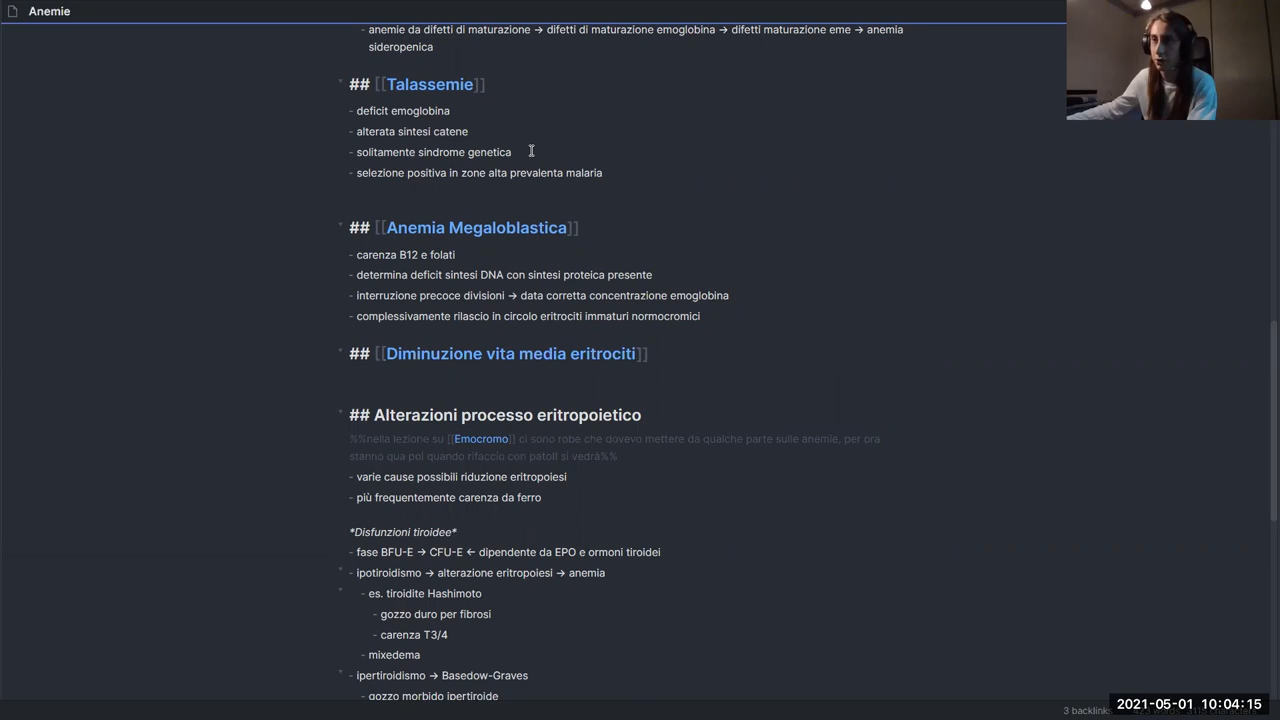 Anemie
- anemie da difetti di maturazione → difetti di maturazione emoglobina → difetti maturazione eme → anemia
sideropenica
## [[Talassemie]]
- deficit emoglobina
- alterata sintesi catene
- solitamente sindrome genetica
- selezione positiva in zone alta prevalenta malaria
## [[Anemia Megaloblastica]]
- carenza B12 e folati
- determina deficit sintesi DNA con sintesi proteica presente
- interruzione precoce divisioni → data corretta concentrazione emoglobina
- complessivamente rilascio in circolo eritrociti immaturi normocromici
## [[Diminuzione vita media eritrociti]]
## Alterazioni processo eritropoietico
%%nella lezione su [[Emocromo]] ci sono robe che dovevo mettere da qualche parte sulle anemie, per ora
stanno qua poi quando rifaccio con patoll si vedrà%%
- varie cause possibili riduzione eritropoiesi
- più frequentemente carenza da ferro
*Disfunzioni tiroidee*
- fase BFU-E → CFU-E ← dipendente da EPO e ormoni tiroidei
- ipotiroidismo → alterazione eritropoiesi → anemia
- es. tiroidite Hashimoto
- gozzo duro per fibrosi
- carenza T3/4
- mixedema
- ipertiroidismo → Basedow-Graves
- gozzo morbido ipertiroide
3 backlinks
2021-05-01 10:04:15